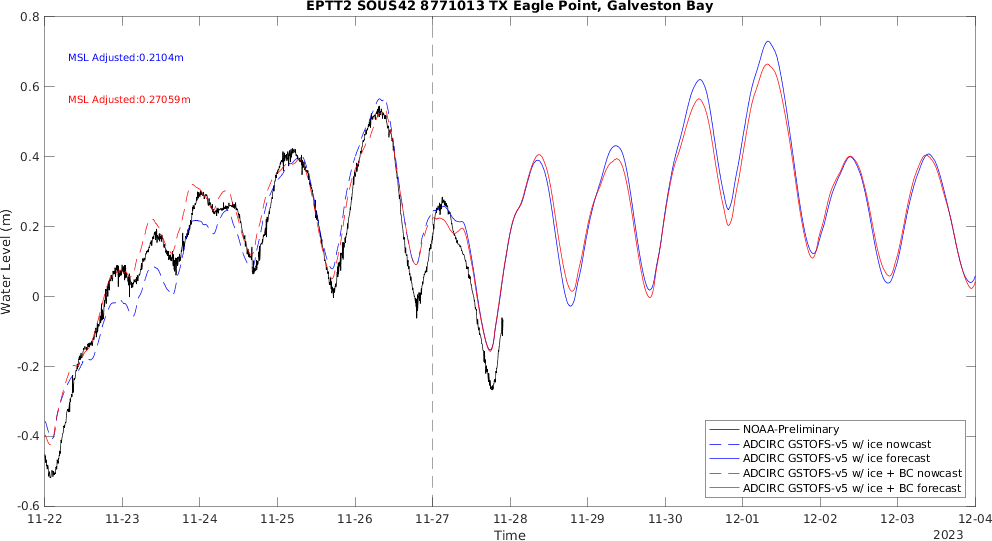 EPTT2 SOUS42 8771013 TX Eagle Point, Galveston Bay
MSL Adjusted:0.2104m
MSL Adjusted:0.27059m
Water Level (m)
0.8
0.6
0.4
0.2
0
-0.2
-0.4
-0.6
NOAA-Preliminary
ADCIRC GSTOFS-v5 w/ ice nowcast
ADCIRC GSTOFS-v5 w/ ice forecast
ADCIRC GSTOFS-v5 w/ ice + BC nowcast
ADCIRC GSTOFS-v5 w/ ice + BC forecast
11-22 11-23 11-24 11-25 11-26 11-27 11-28 11-29 11-30 12-01 12-02 12-03 12-04
Time
2023